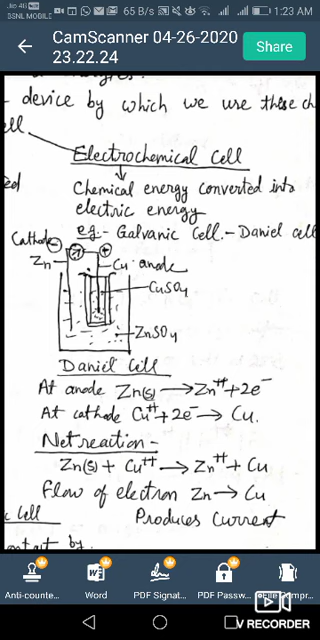 65 B/s 1:23 AM
BSNL MOBILE
CamScanner 04-26-2020
23.22.24
Share
- device by which we use these ch
ell
Electrochemical Cell
Chemical energy converted into
electric energy
e.g - Galvanic Cell. - Daniel cell
Cathode - +
Zn Cu anode
CuSO4
ZnSO4
Daniel Cell
At anode Zn(s) → Zn++ + 2e-
At cathode Cu++ + 2e- → Cu.
Net reaction -
Zn(s) + Cu++ → Zn++ + Cu
Flow of electron Zn → Cu
c Cell Produces Current
ontact by
Anti-counte... Word PDF Signat... PDF Passw...
V RECORDER